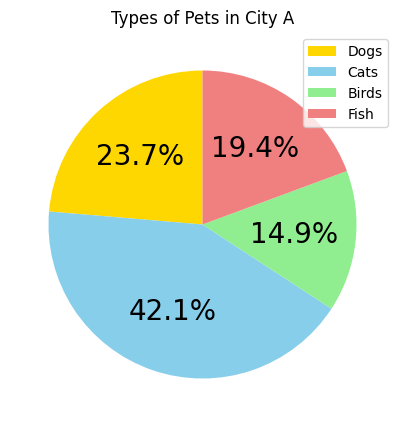 Types of Pets in City A
Dogs
Cats
Birds
Fish
23.7%
19.4%
14.9%
42.1%